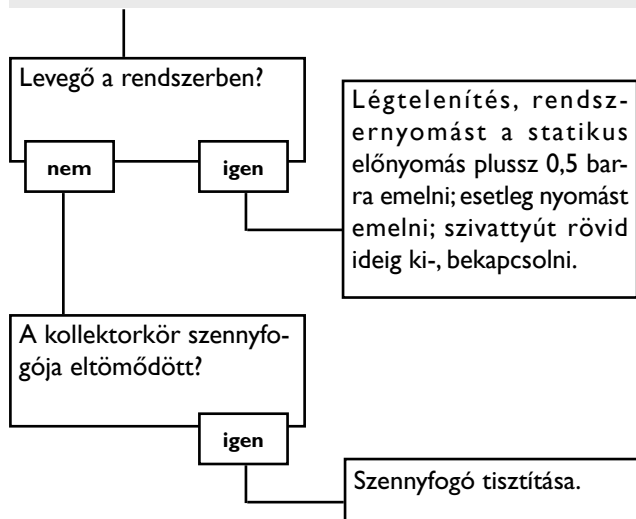 Levegő a rendszerben?
nem
igen
Légtelenítés, rendsz-
ernyomást a statikus
előnyomás plussz 0,5 bar-
ra emelni; esetleg nyomást
emelni; szivattyút rövid
ideig ki-, bekapcsolni.
A kollektorkör szennyfo-
gója eltömődött?
igen
Szennyfogó tisztítása.